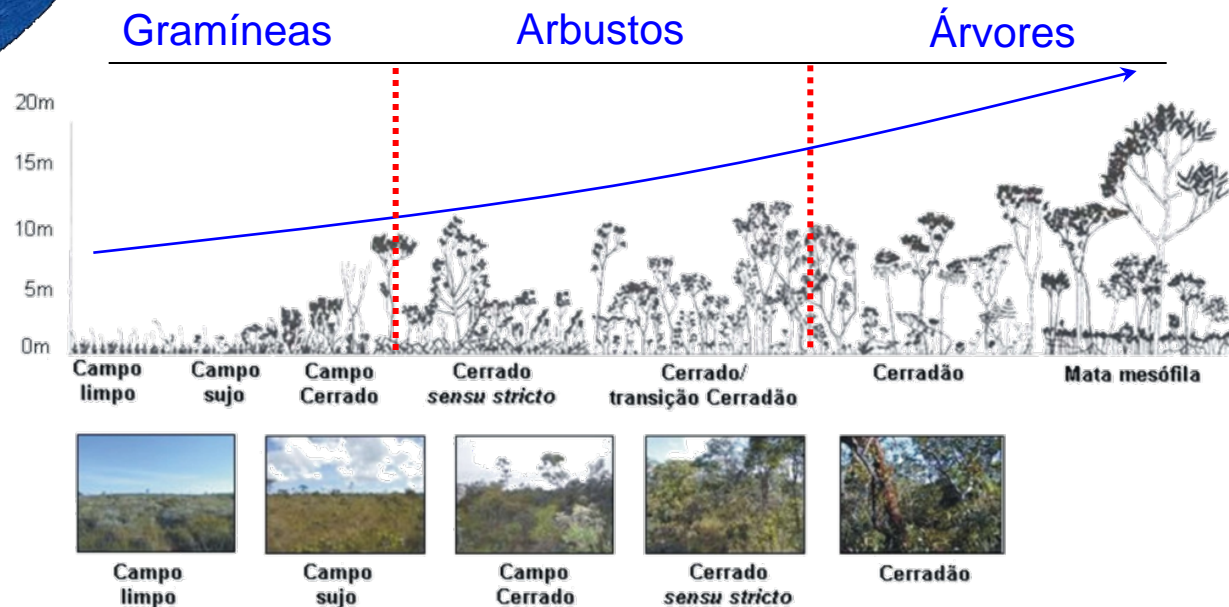 Gramíneas
Arbustos
Árvores
20m
15m
10m
5m
0m
Campo
limpo
Campo
sujo
Campo
Cerrado
Cerrado
sensu stricto
Cerrado/
transição Cerradão
Cerradão
Mata mesófila
Campo
limpo
Campo
sujo
Campo
Cerrado
Cerrado
sensu stricto
Cerradão